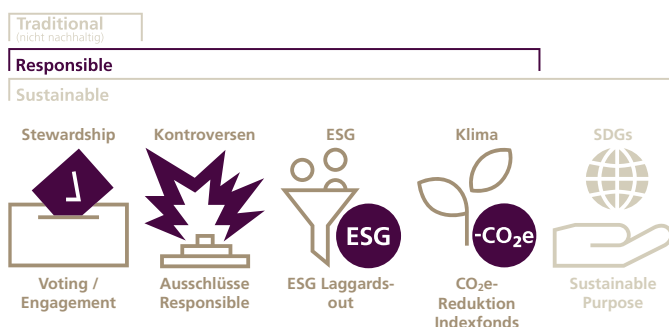 Traditional
(nicht nachhaltig)
Responsible
Sustainable
Stewardship
Kontroversen
ESG
Klima
SDGs
ESG
-CO₂e
Voting /
Engagement
Ausschlüsse
Responsible
ESG Laggards-
out
CO₂e-
Reduktion
Indexfonds
Sustainable
Purpose